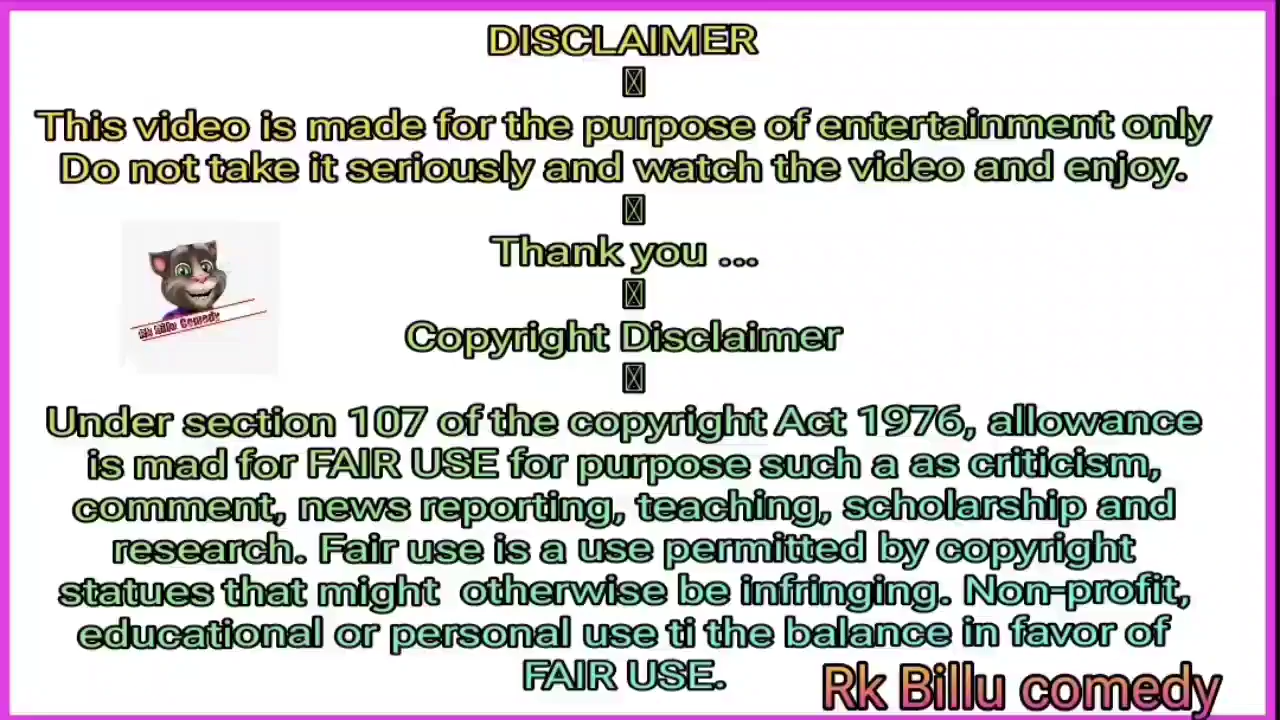 DISCLAIMER
This video is made for the purpose of entertainment only
Do not take it seriously and watch the video and enjoy.
Thank you ...
Rk Billu Comedy
Copyright Disclaimer
Under section 107 of the copyright Act 1976, allowance
is mad for FAIR USE for purpose such a as criticism,
comment, news reporting, teaching, scholarship and
research. Fair use is a use permitted by copyright
statues that might otherwise be infringing. Non-profit,
educational or personal use ti the balance in favor of
FAIR USE.
Rk Billu comedy